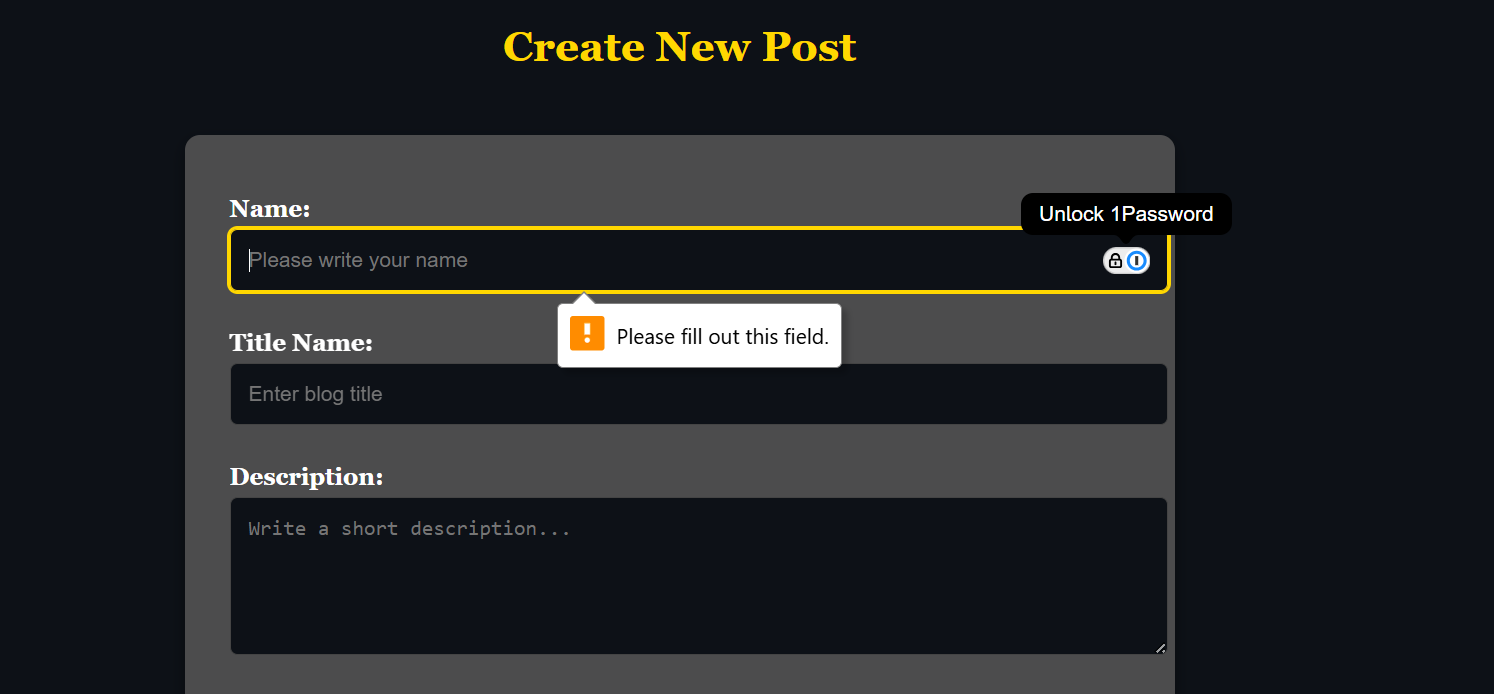 Create New Post
Name:
Unlock 1Password
Please write your name
Please fill out this field.
Title Name:
Enter blog title
Description:
Write a short description...